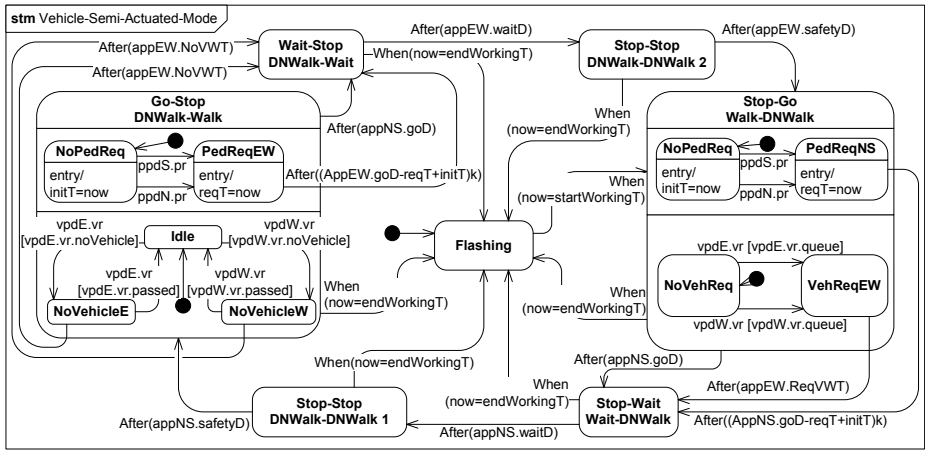 stm Vehicle-Semi-Actuated-Mode
After(appEW.NoVWT)
After(appEW.NoVWT)
Wait-Stop
DNWalk-Wait
After(appEW.waitD)
When(now=endWorkingT)
Stop-Stop
DNWalk-DNWalk 2
After(appEW.safetyD)
When
(now=endWorkingT)
Go-Stop
DNWalk-Walk
After(appNS.goD)
NoPedReq
entry/
initT=now
ppdS.pr
ppdN.pr
PedReqEW
entry/
reqT=now
After((AppEW.goD-reqT+initT)k)
vpdE.vr
[vpdE.vr.noVehicle]
Idle
vpdW.vr
[vpdW.vr.noVehicle]
vpdE.vr
[vpdE.vr.passed]
vpdW.vr
[vpdW.vr.passed]
NoVehicleE
NoVehicleW
When
(now=endWorkingT)
Flashing
When
(now=startWorkingT)
When
(now=endWorkingT)
Stop-Go
Walk-DNWalk
NoPedReq
entry/
initT=now
ppdS.pr
ppdN.pr
PedReqNS
entry/
reqT=now
vpdE.vr [vpdE.vr.queue]
NoVehReq
VehReqEW
vpdW.vr [vpdW.vr.queue]
After(appNS.goD)
After(appEW.ReqVWT)
After((AppNS.goD-reqT+initT)k)
When(now=endWorkingT)
When
(now=endWorkingT)
Stop-Wait
Wait-DNWalk
After(appNS.waitD)
Stop-Stop
DNWalk-DNWalk 1
After(appNS.safetyD)